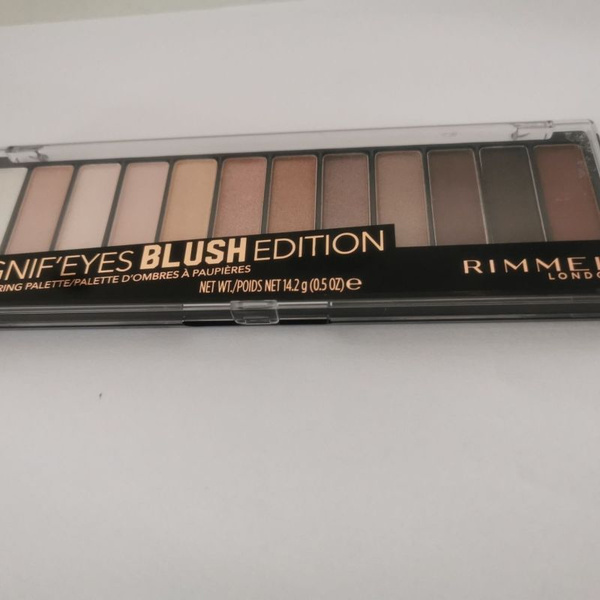 GNIF'EYES BLUSH EDITION
RING PALETTE/PALETTE D'OMBRES À PAUPIÈRES
NET WT./POIDS NET 14.2 g (0.5 OZ) e
RIMMEL
LONDO